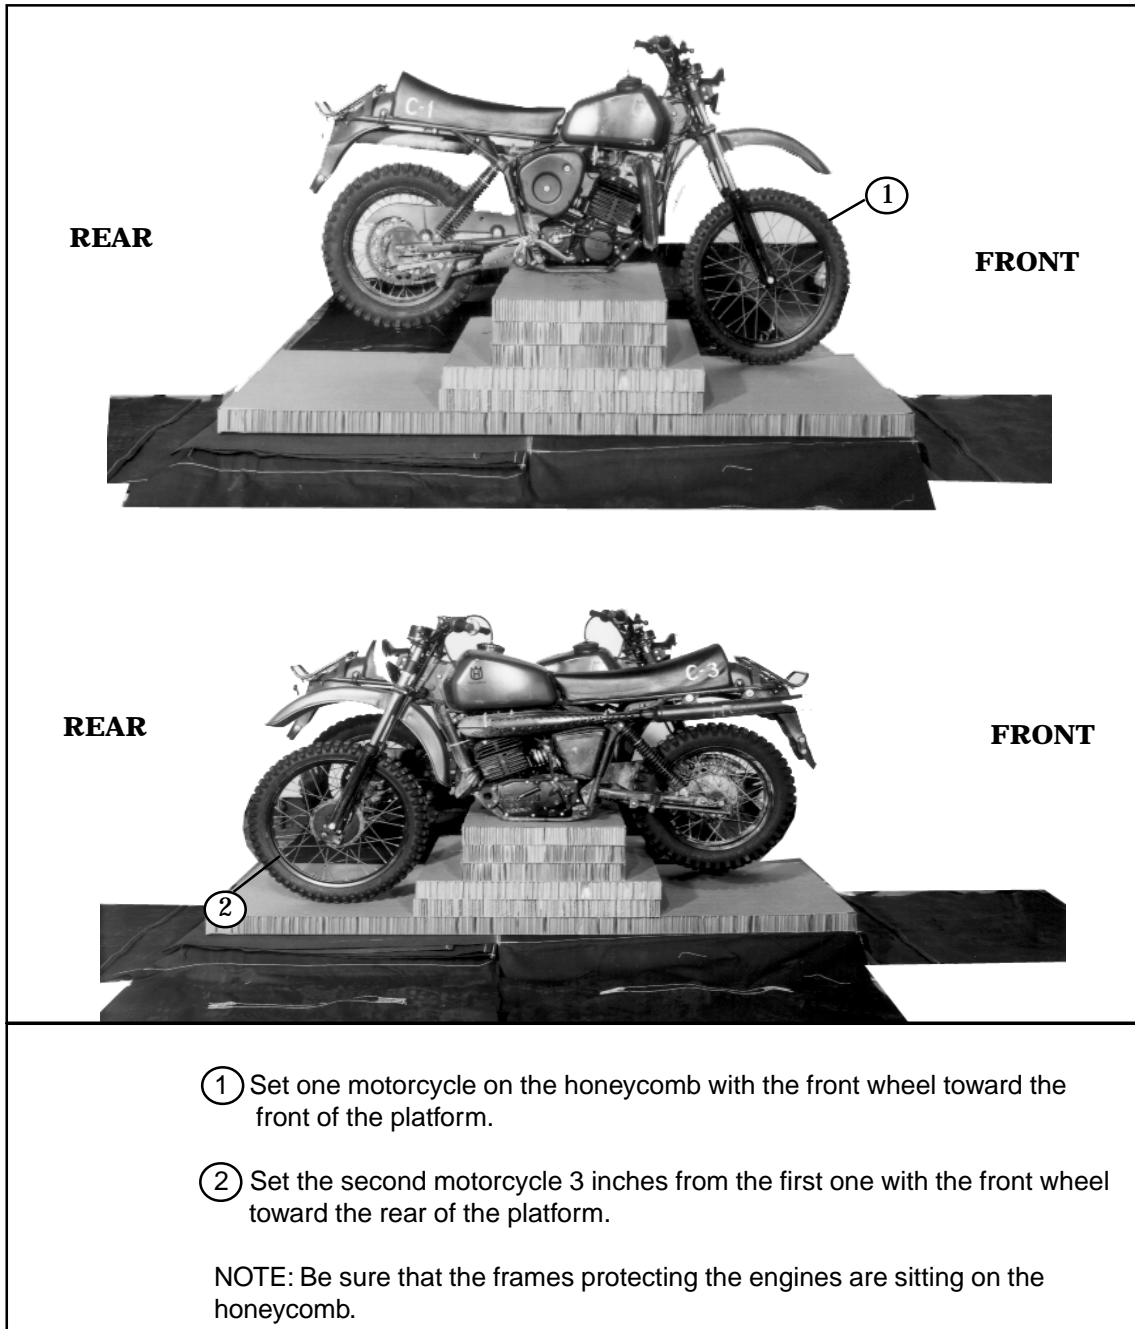 C-1
1
REAR
FRONT
C-3
REAR
FRONT
2
1 Set one motorcycle on the honeycomb with the front wheel toward the
front of the platform.
2 Set the second motorcycle 3 inches from the first one with the front wheel
toward the rear of the platform.
NOTE: Be sure that the frames protecting the engines are sitting on the
honeycomb.